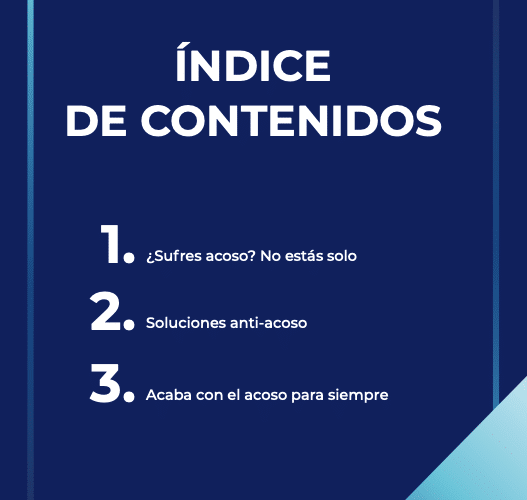 ÍNDICE
DE CONTENIDOS
1. ¿Sufres acoso? No estás solo
2. Soluciones anti-acoso
3. Acaba con el acoso para siempre